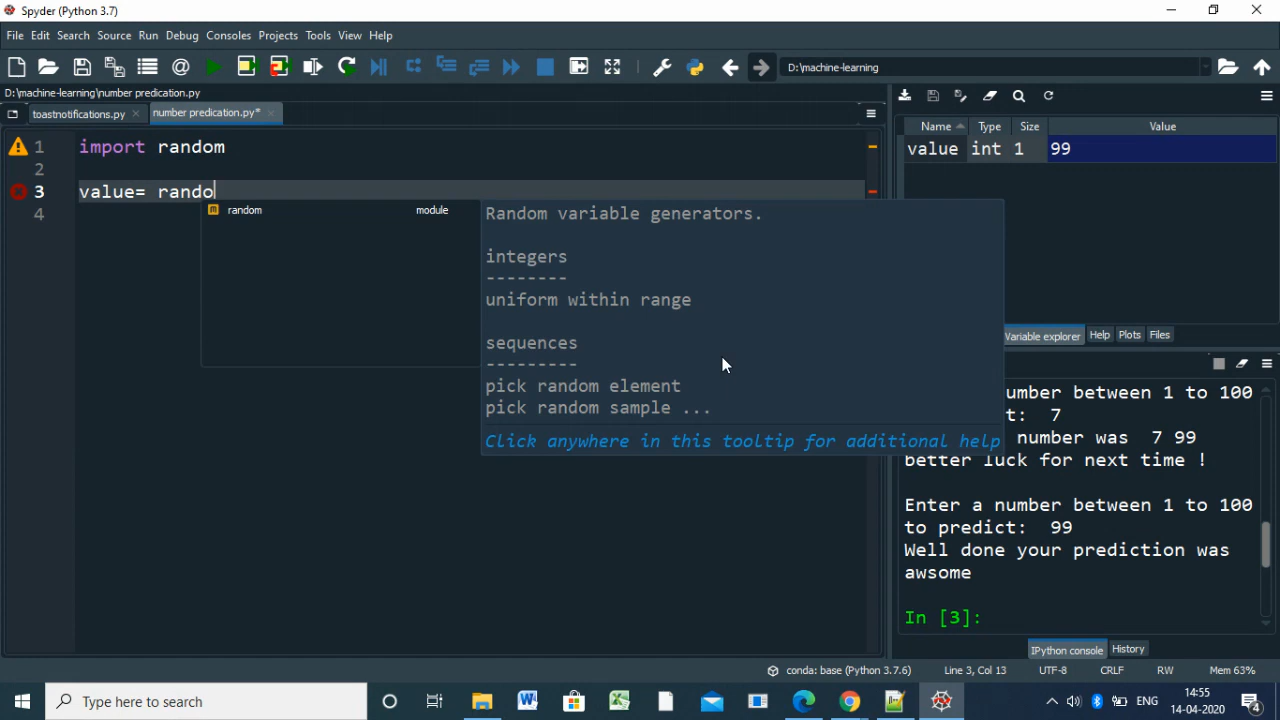 Spyder (Python 3.7)
File Edit Search Source Run Debug Consoles Projects Tools View Help
D:\machine-learning
D:\machine-learning\number predication.py
toastnotifications.py
number predication.py*
1 import random
2
3 value= rando
4
random module
Random variable generators.
integers
--------
uniform within range
sequences
---------
pick random element
pick random sample ...
Click anywhere in this tooltip for additional help
Name Type Size Value
value int 1 99
Variable explorer Help Plots Files
umber between 1 to 100
ct: 7
number was 7 99
better luck for next time !
Enter a number between 1 to 100
to predict: 99
Well done your prediction was
awsome
In [3]:
IPython console History
conda: base (Python 3.7.6) Line 3, Col 13 UTF-8 CRLF RW Mem 63%
Type here to search
ENG
14:55
14-04-2020
4